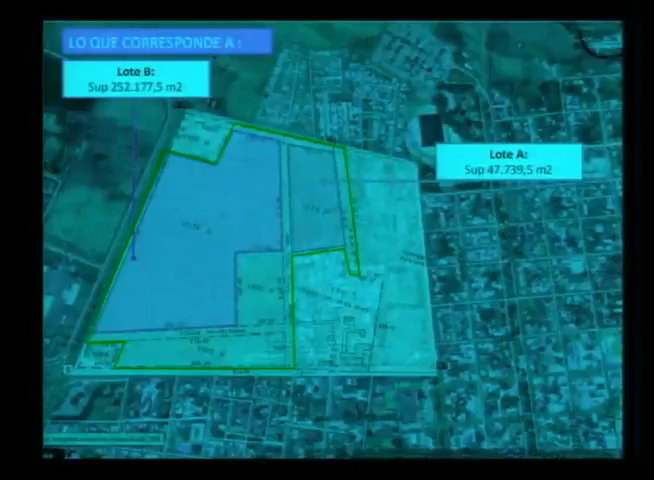 LO QUE CORRESPONDE A :
Lote B:
Sup 252.177,5 m2
Lote A:
Sup 47.739,5 m2